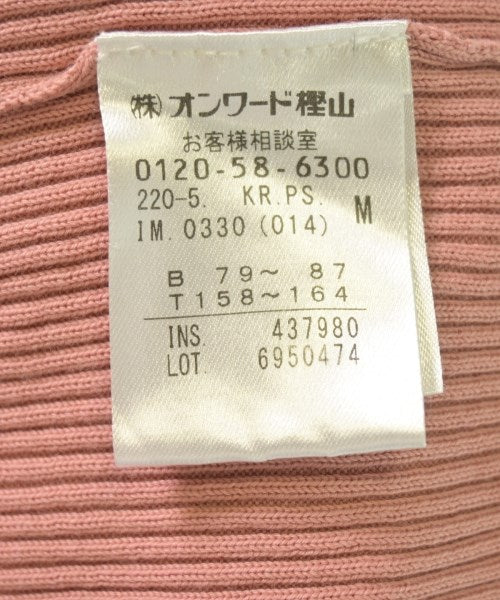 ㈱オンワード樫山
お客様相談室
0120-58-6300
220-5. KR.PS. M
IM.0330(014)
B 79〜 87
T 158〜164
INS. 437980
LOT. 6950474